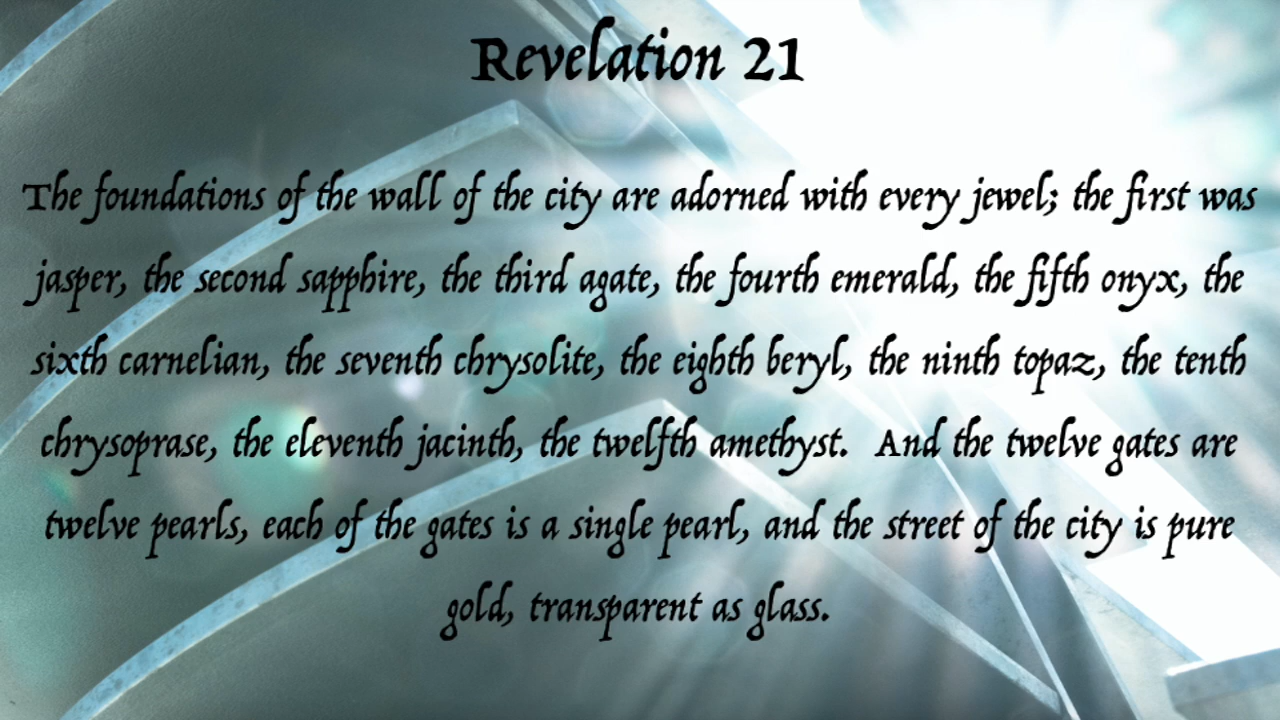 Revelation 21
The foundations of the wall of the city are adorned with every jewel; the first was
jasper, the second sapphire, the third agate, the fourth emerald, the fifth onyx, the
sixth carnelian, the seventh chrysolite, the eighth beryl, the ninth topaz, the tenth
chrysoprase, the eleventh jacinth, the twelfth amethyst.  And the twelve gates are
twelve pearls, each of the gates is a single pearl, and the street of the city is pure
gold, transparent as glass.